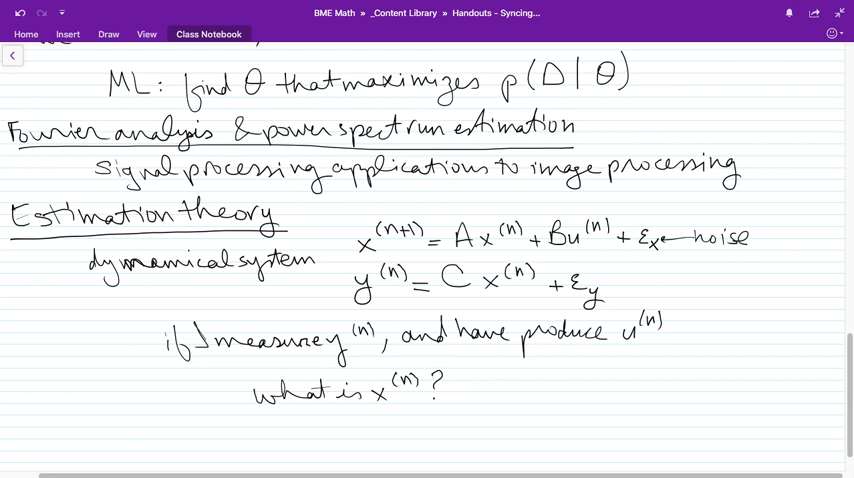 BME Math » _Content Library » Handouts - Syncing...
Home Insert Draw View Class Notebook
ML: find θ that maximizes p(D|θ)
Fourier analysis & power spectrun estimation
signal processing, applications to image processing
Estimation theory
x^(n+1) = A x^(n) + Bu^(n) + ε_x ← noise
dynamical system
y^(n) = C x^(n) + ε_y
if I measure y^(n), and have produce u^(n)
what is x^(n)?